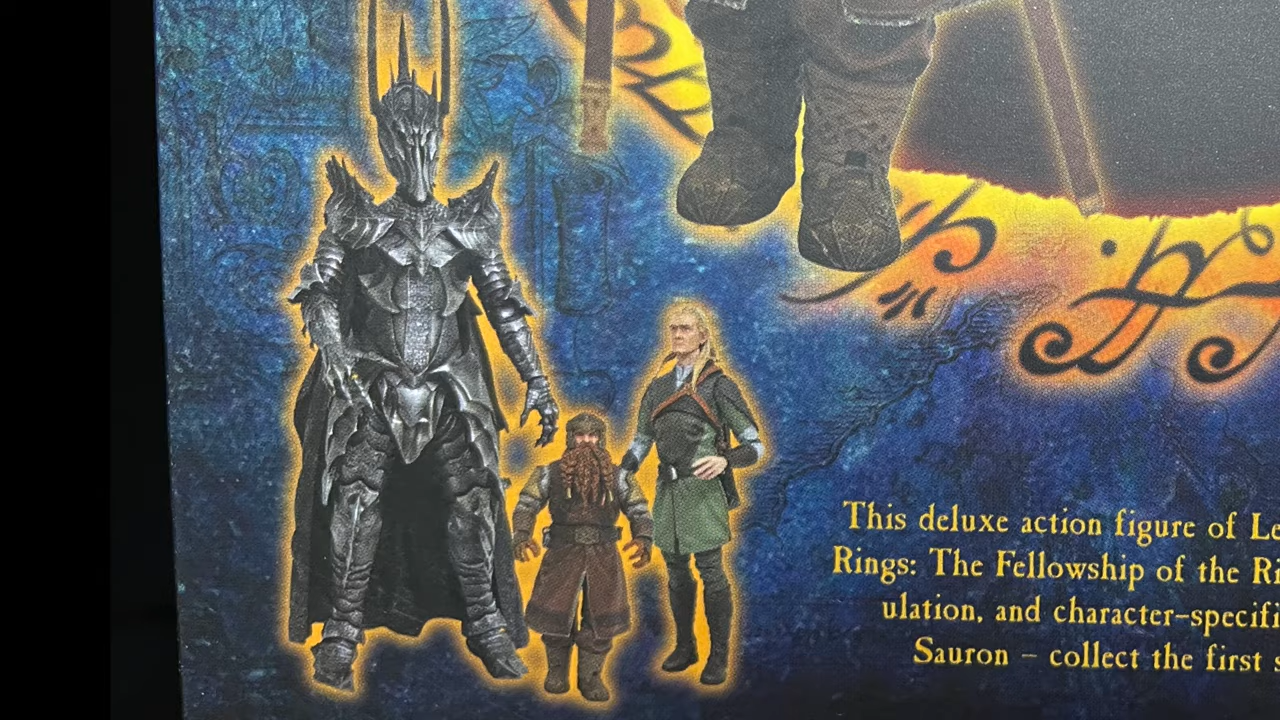 This deluxe action figure of Le
Rings: The Fellowship of the Ri
ulation, and character-specifi
Sauron – collect the first s